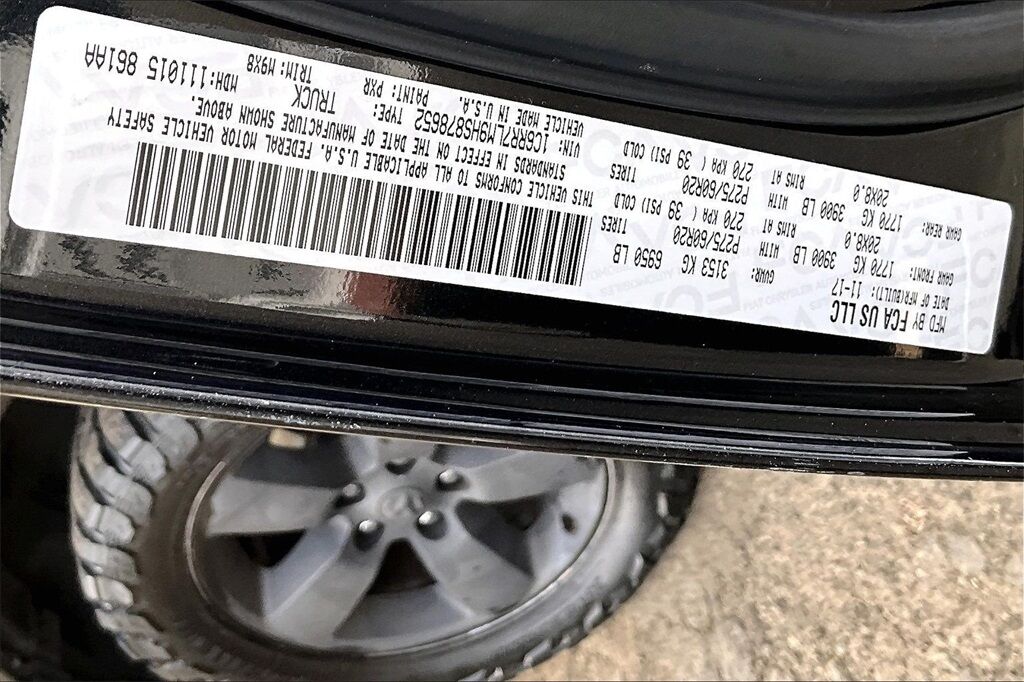 MFD BY FCA US LLC
DATE OF MFR(BUILT): 11-17
GVWR: 3153 KG 6950 LB
GAWR FRONT: 1770 KG 3900 LB WITH P275/60R20 TIRES
20X8.0 RIMS AT 270 KPA ( 39 PSI) COLD
GAWR REAR: 1770 KG 3900 LB WITH P275/60R20 TIRES
20X8.0 RIMS AT 270 KPA ( 39 PSI) COLD
THIS VEHICLE CONFORMS TO ALL APPLICABLE U.S.A. FEDERAL MOTOR VEHICLE SAFETY
STANDARDS IN EFFECT ON THE DATE OF MANUFACTURE SHOWN ABOVE.
VIN: 1C6RR7LM9HS878652 TYPE: TRUCK
VEHICLE MADE IN U.S.A. PAINT: PXR TRIM: M9X8 MDH:111015 861AA